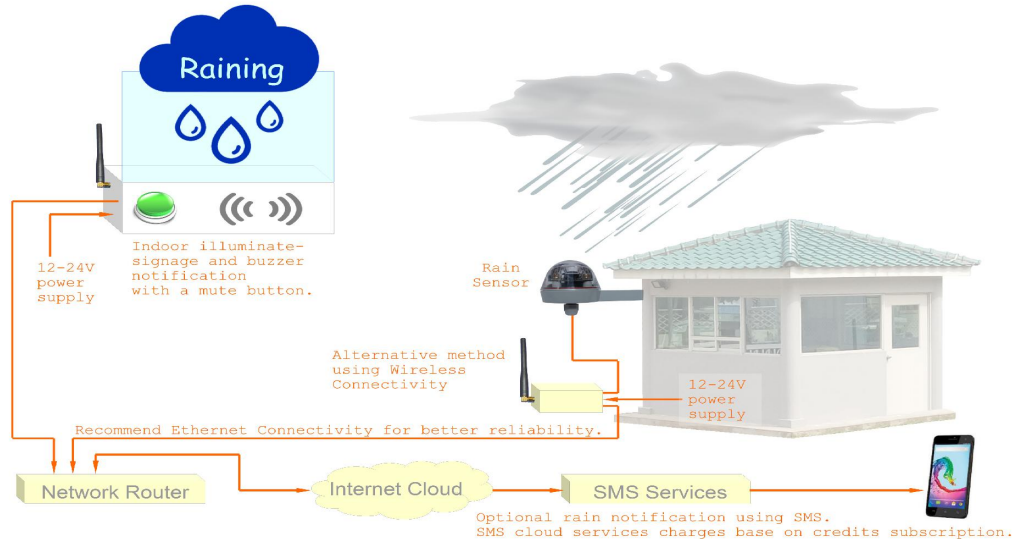 Raining
Indoor illuminate-
signage and buzzer
notification
with a mute button.
12-24V
power
supply
Rain
Sensor
Alternative method
using Wireless
Connectivity
12-24V
power
supply
Recommend Ethernet Connectivity for better reliability.
Network Router
Internet Cloud
SMS Services
Optional rain notification using SMS.
SMS cloud services charges base on credits subscription.